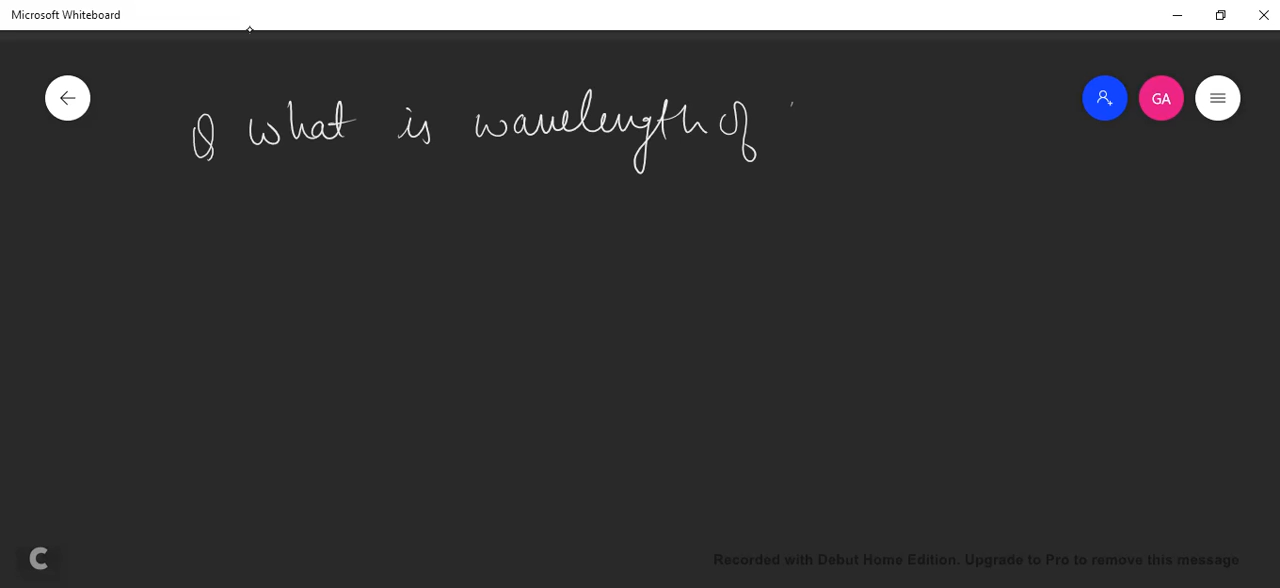 Microsoft Whiteboard
GA
Q what is wavelength of
C
Recorded with Debut Home Edition. Upgrade to Pro to remove this message